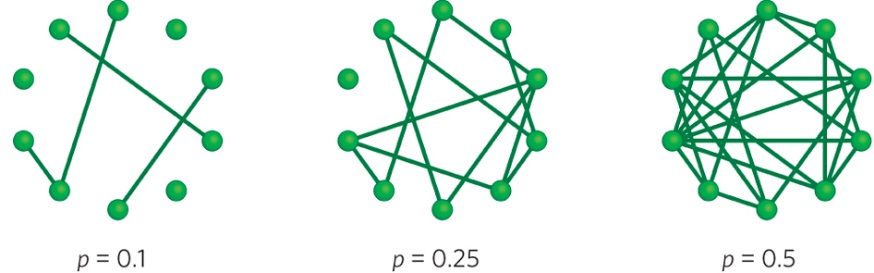 p = 0.1
p = 0.25
p = 0.5